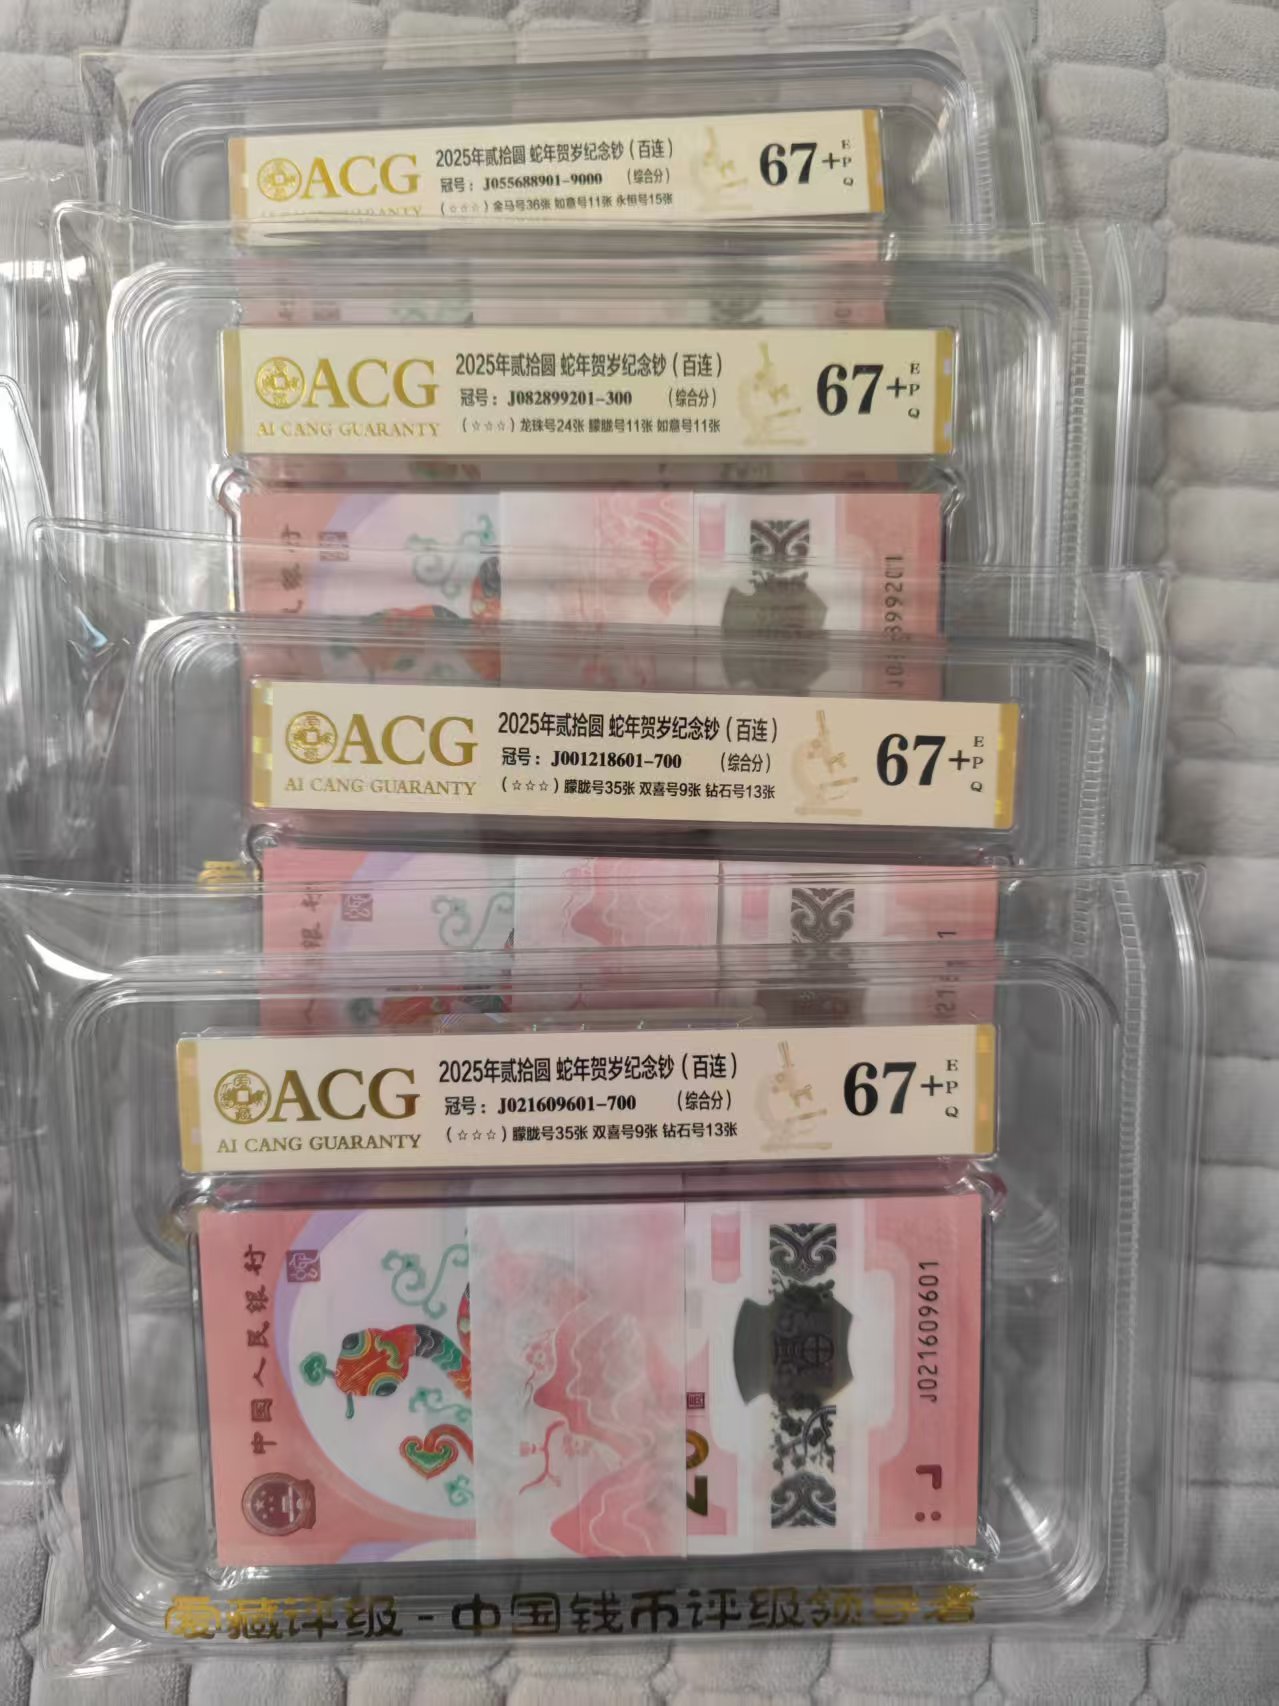 ACG
2025年贰拾圆 蛇年贺岁纪念钞（百连）
冠号：J055688901-9000 （综合分）
（☆☆☆）金马号36张 如意号11张 永恒号15张
67+EPQ
ACG
AI CANG GUARANTY
2025年贰拾圆 蛇年贺岁纪念钞（百连）
冠号：J082899201-300 （综合分）
（☆☆☆）龙珠号24张 朦胧号11张 如意号11张
67+EPQ
ACG
AI CANG GUARANTY
2025年贰拾圆 蛇年贺岁纪念钞（百连）
冠号：J001218601-700 （综合分）
（☆☆☆）朦胧号35张 双喜号9张 钻石号13张
67+EPQ
ACG
AI CANG GUARANTY
2025年贰拾圆 蛇年贺岁纪念钞（百连）
冠号：J021609601-700 （综合分）
（☆☆☆）朦胧号35张 双喜号9张 钻石号13张
67+EPQ
中国人民银行
圆
20
J021609601
爱藏评级-中国钱币评级领导者